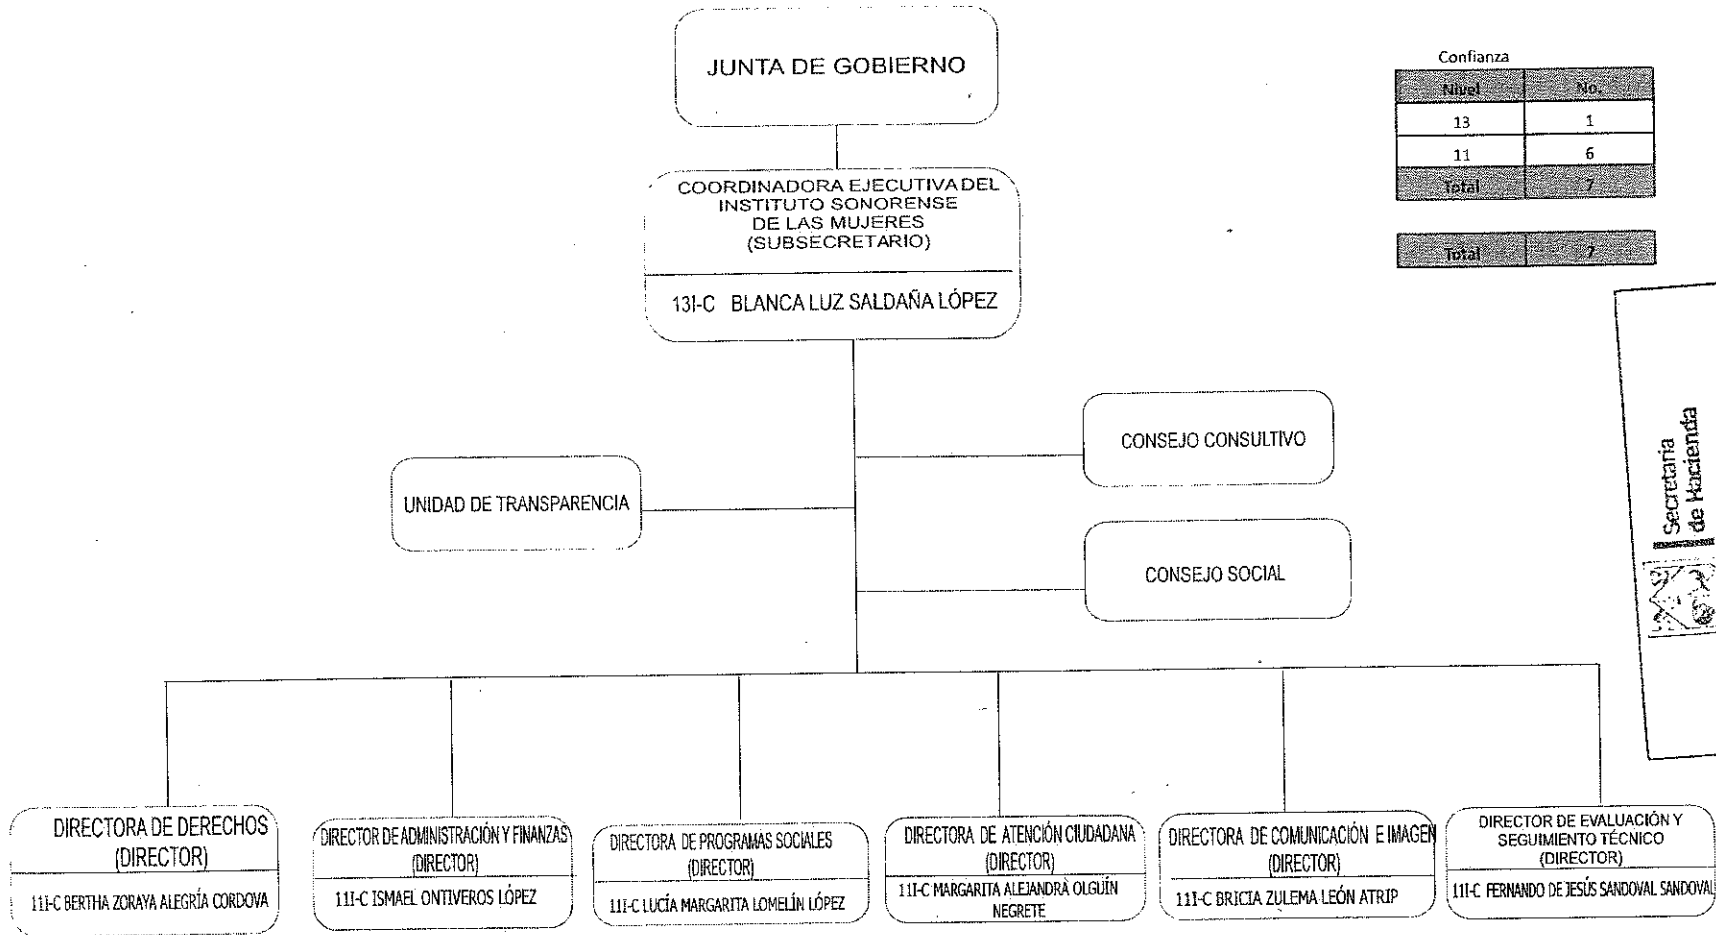 JUNTA DE GOBIERNO
Confianza
Nivel No.
13 1
11 6
Total 7
Total 7
COORDINADORA EJECUTIVA DEL
INSTITUTO SONORENSE
DE LAS MUJERES
(SUBSECRETARIO)
13I-C BLANCA LUZ SALDAÑA LÓPEZ
CONSEJO CONSULTIVO
UNIDAD DE TRANSPARENCIA
CONSEJO SOCIAL
Secretaría
de Hacienda
DIRECTORA DE DERECHOS
(DIRECTOR)
11I-C BERTHA ZORAYA ALEGRÍA CORDOVA
DIRECTOR DE ADMINISTRACIÓN Y FINANZAS
(DIRECTOR)
11I-C ISMAEL ONTIVEROS LÓPEZ
DIRECTORA DE PROGRAMAS SOCIALES
(DIRECTOR)
11I-C LUCÍA MARGARITA LOMELÍN LÓPEZ
DIRECTORA DE ATENCIÓN CIUDADANA
(DIRECTOR)
11I-C MARGARITA ALEJANDRA OLGUÍN
NEGRETE
DIRECTORA DE COMUNICACIÓN E IMAGEN
(DIRECTOR)
11I-C BRICIA ZULEMA LEÓN ATRIP
DIRECTOR DE EVALUACIÓN Y
SEGUIMIENTO TÉCNICO
(DIRECTOR)
11I-C FERNANDO DE JESÚS SANDOVAL SANDOVAL